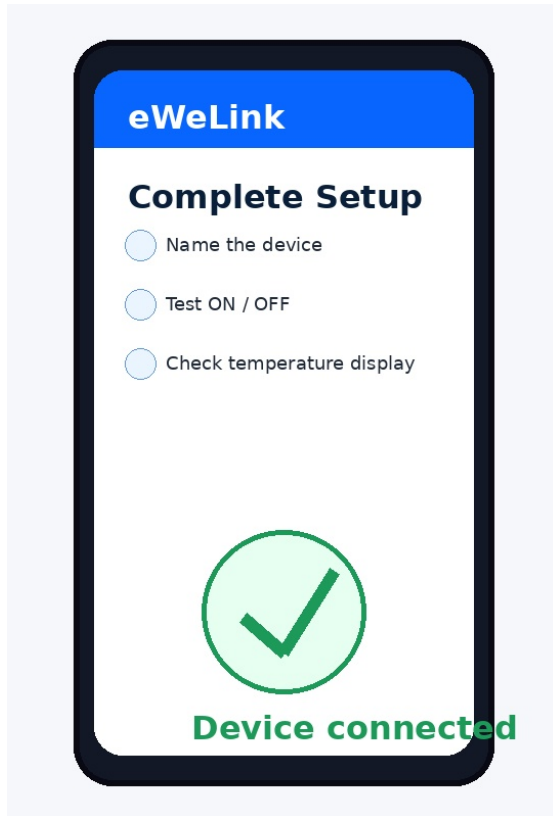 eWeLink
Complete Setup
Name the device
Test ON / OFF
Check temperature display
Device connected